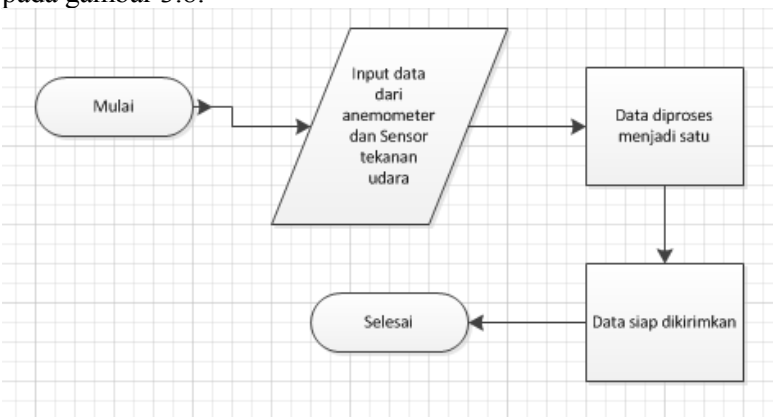 pada gambar 3.8.
Mulai
Input data
dari
anemometer
dan Sensor
tekanan
udara
Data diproses
menjadi satu
Data siap dikirimkan
Selesai